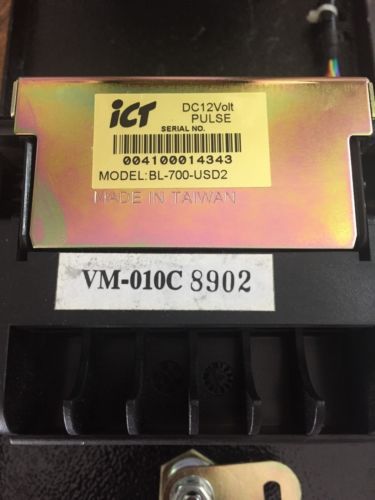 ICT DC12Volt
PULSE
SERIAL NO.
004100014343
MODEL:BL-700-USD2
MADE IN TAIWAN
VM-010C 8902